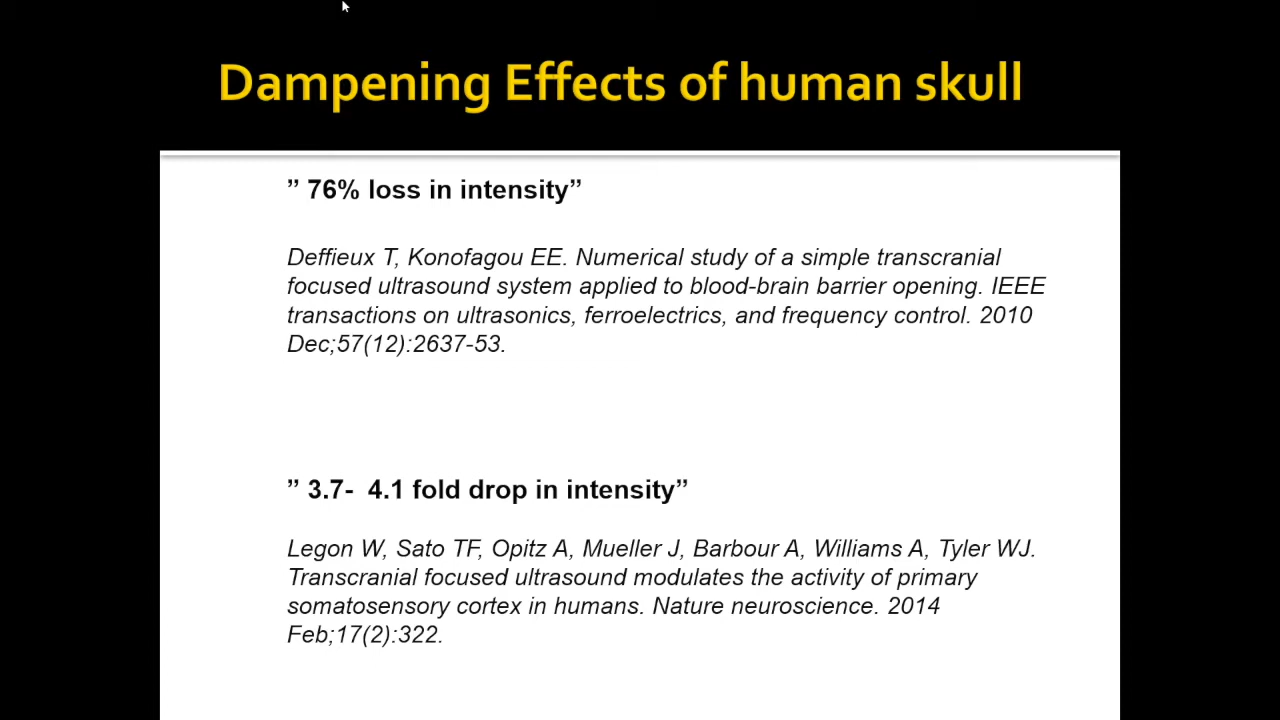 Dampening Effects of human skull
” 76% loss in intensity”
Deffieux T, Konofagou EE. Numerical study of a simple transcranial
focused ultrasound system applied to blood-brain barrier opening. IEEE
transactions on ultrasonics, ferroelectrics, and frequency control. 2010
Dec;57(12):2637-53.
” 3.7-  4.1 fold drop in intensity”
Legon W, Sato TF, Opitz A, Mueller J, Barbour A, Williams A, Tyler WJ.
Transcranial focused ultrasound modulates the activity of primary
somatosensory cortex in humans. Nature neuroscience. 2014
Feb;17(2):322.